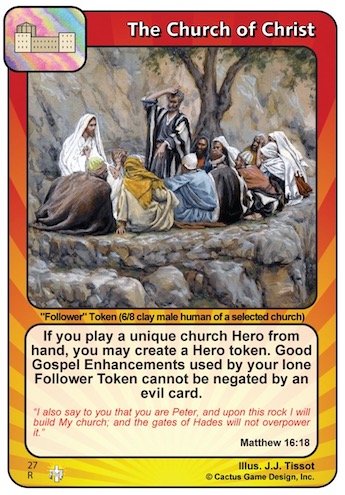 The Church of Christ
"Follower" Token (6/8 clay male human of a selected church)
If you play a unique church Hero from
hand, you may create a Hero token. Good
Gospel Enhancements used by your lone
Follower Token cannot be negated by an
evil card.
"I also say to you that you are Peter, and upon this rock I will
build My church; and the gates of Hades will not overpower
it."
Matthew 16:18
27
R
Illus. J.J. Tissot
© Cactus Game Design, Inc.